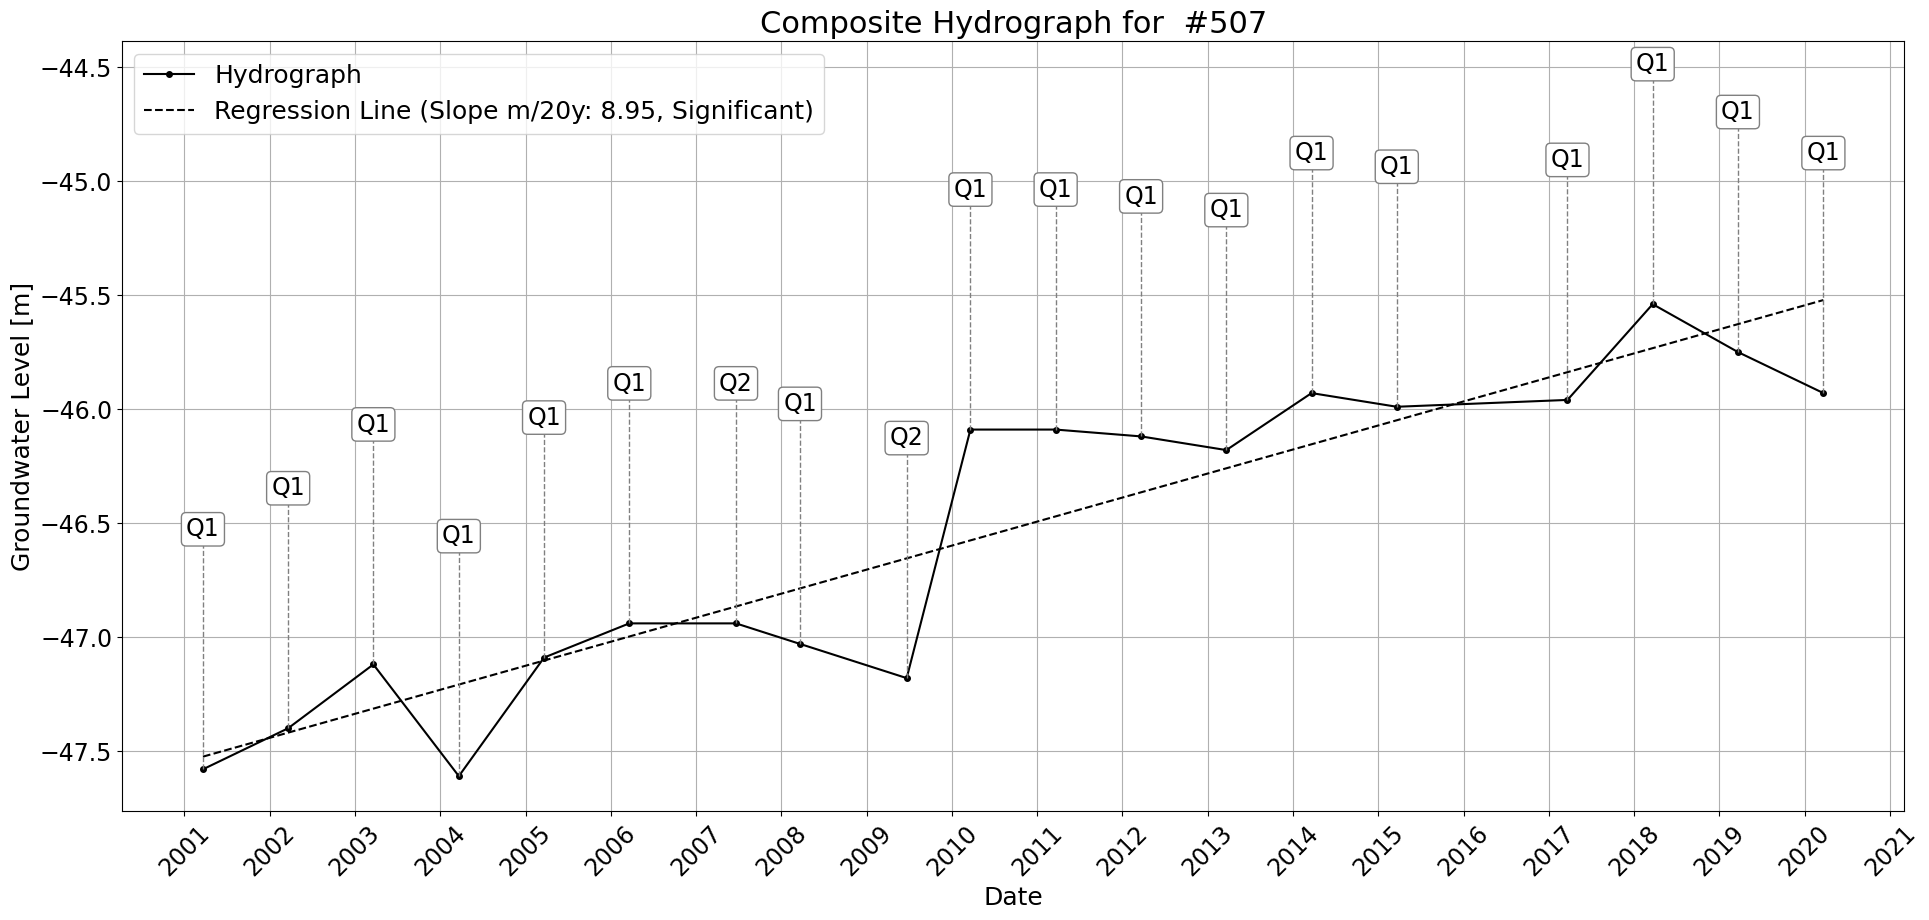 Composite Hydrograph for  #507
Hydrograph
Regression Line (Slope m/20y: 8.95, Significant)
Groundwater Level [m]
−44.5
−45.0
−45.5
−46.0
−46.5
−47.0
−47.5
Q1
Q1
Q1
Q1
Q1
Q1
Q2
Q1
Q2
Q1
Q1
Q1
Q1
Q1
Q1
Q1
Q1
Q1
Q1
2001
2002
2003
2004
2005
2006
2007
2008
2009
2010
2011
2012
2013
2014
2015
2016
2017
2018
2019
2020
2021
Date